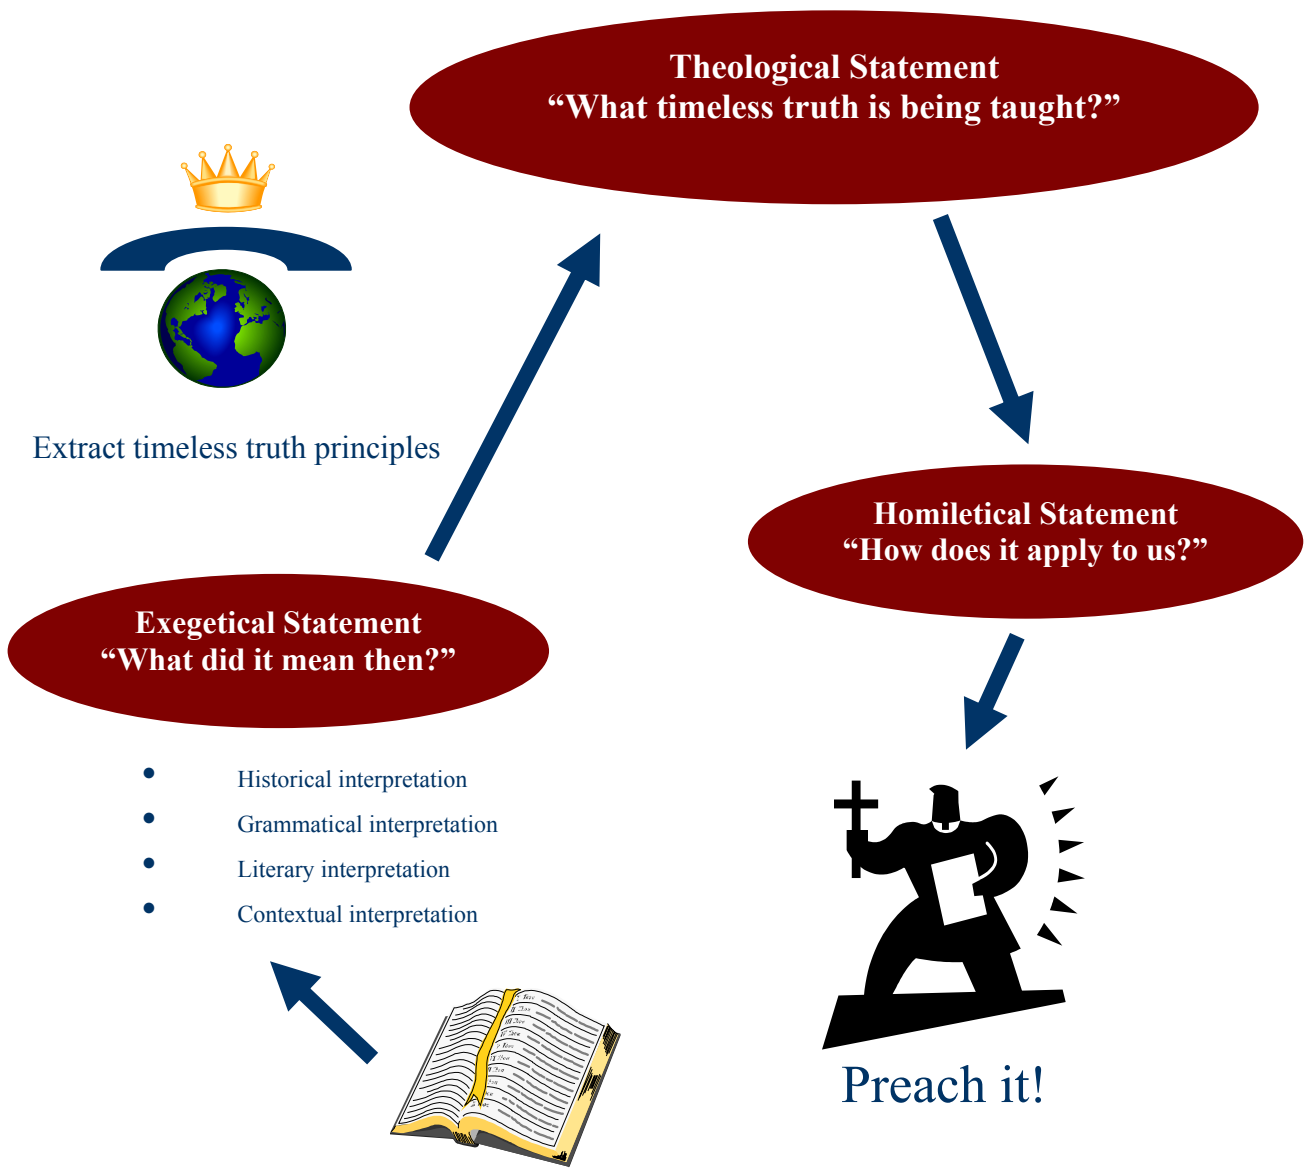 Theological Statement
“What timeless truth is being taught?”
Extract timeless truth principles
Homiletical Statement
“How does it apply to us?”
Exegetical Statement
“What did it mean then?”
• Historical interpretation
• Grammatical interpretation
• Literary interpretation
• Contextual interpretation
Preach it!